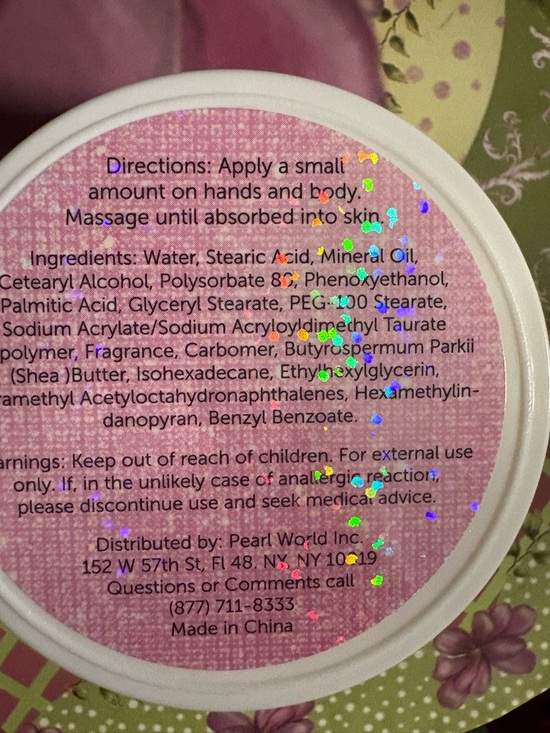 Directions: Apply a small
amount on hands and body.
Massage until absorbed into skin.
Ingredients: Water, Stearic Acid, Mineral Oil,
Cetearyl Alcohol, Polysorbate 80, Phenoxyethanol,
Palmitic Acid, Glyceryl Stearate, PEG-100 Stearate,
Sodium Acrylate/Sodium Acryloyldimethyl Taurate
polymer, Fragrance, Carbomer, Butyrospermum Parkii
(Shea )Butter, Isohexadecane, Ethylhexylglycerin,
ramethyl Acetyloctahydronaphthalenes, Hexamethylin-
danopyran, Benzyl Benzoate.
arnings: Keep out of reach of children. For external use
only. If, in the unlikely case of anallergic reaction,
please discontinue use and seek medical advice.
Distributed by: Pearl World Inc.
152 W 57th St, Fl 48, NY, NY 10019
Questions or Comments call
(877) 711-8333
Made in China